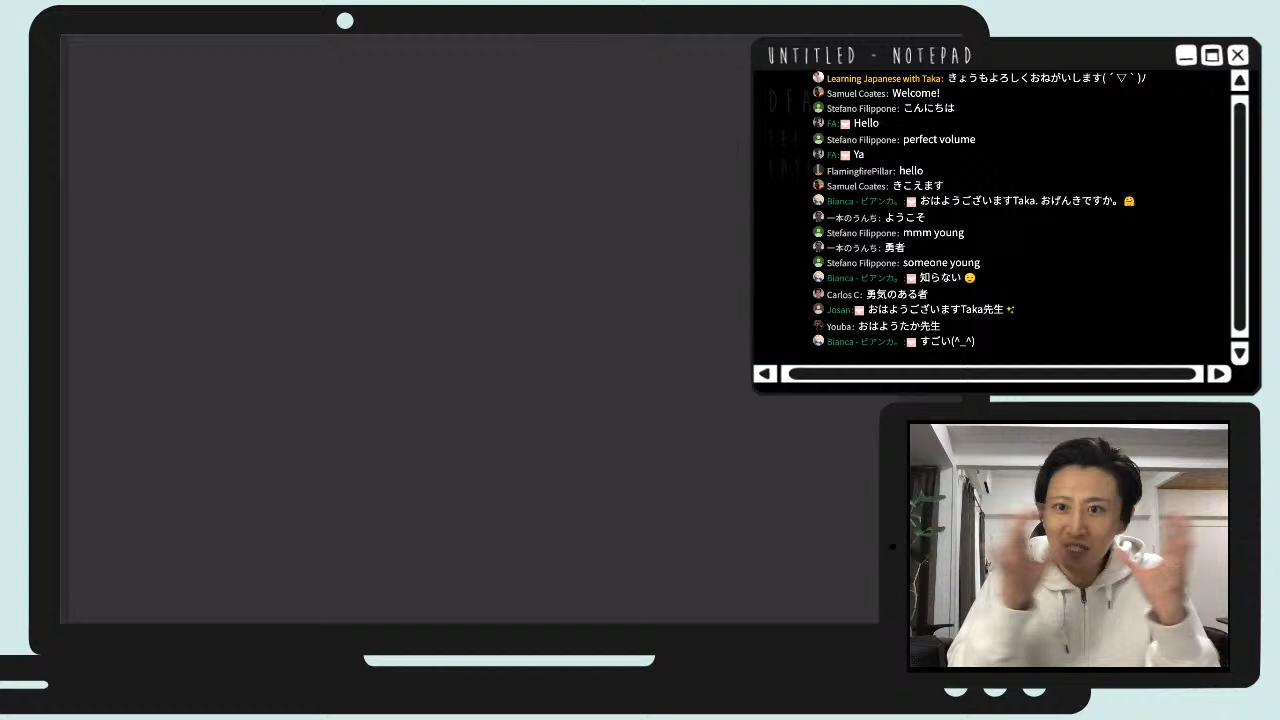 UNTITLED - NOTEPAD
Learning Japanese with Taka: きょうもよろしくおねがいします( ´ ▽ ` )ﾉ
Samuel Coates: Welcome!
Stefano Filippone: こんにちは
FA: Hello
Stefano Filippone: perfect volume
FA: Ya
FlamingfirePillar: hello
Samuel Coates: きこえます
Bianca - ビアンカ。: おはようございますTaka. おげんきですか。🤗
一本のうんち: ようこそ
Stefano Filippone: mmm young
一本のうんち: 勇者
Stefano Filippone: someone young
Bianca - ビアンカ。: 知らない 😑
Carlos C: 勇気のある者
Josan: おはようございますTaka先生✨
Youba: おはようたか先生
Bianca - ビアンカ。: すごい(^_^)